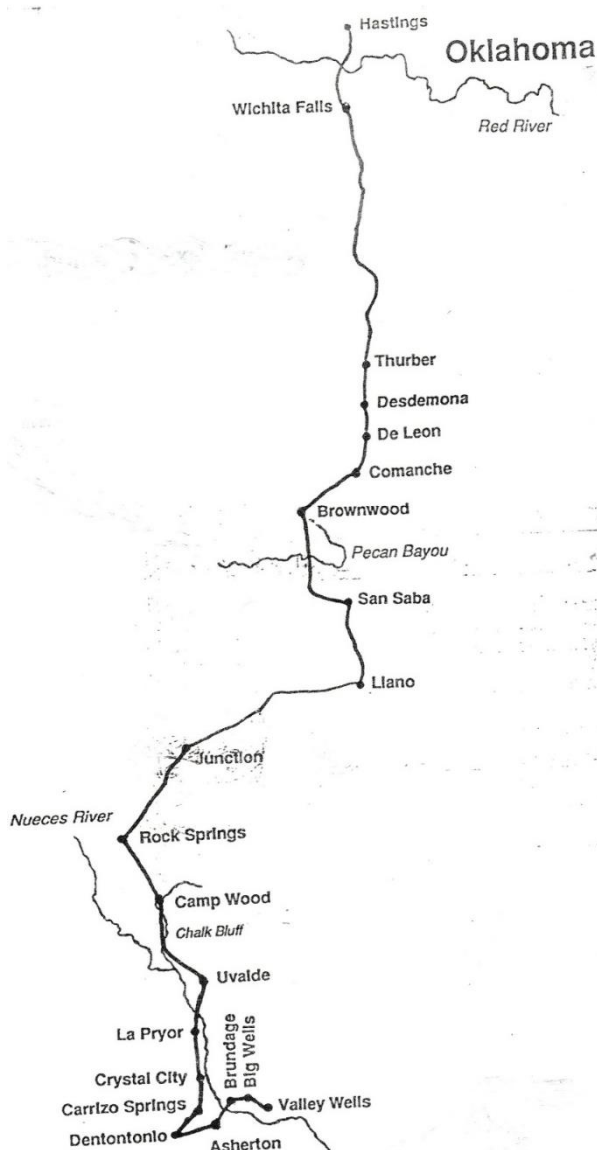 Hastings
Oklahoma
Wichita Falls
Red River
Thurber
Desdemona
De Leon
Comanche
Brownwood
Pecan Bayou
San Saba
Llano
Junction
Nueces River
Rock Springs
Camp Wood
Chalk Bluff
Uvalde
La Pryor
Brundage
Big Wells
Crystal City
Carrizo Springs
Valley Wells
Dentontonio
Asherton